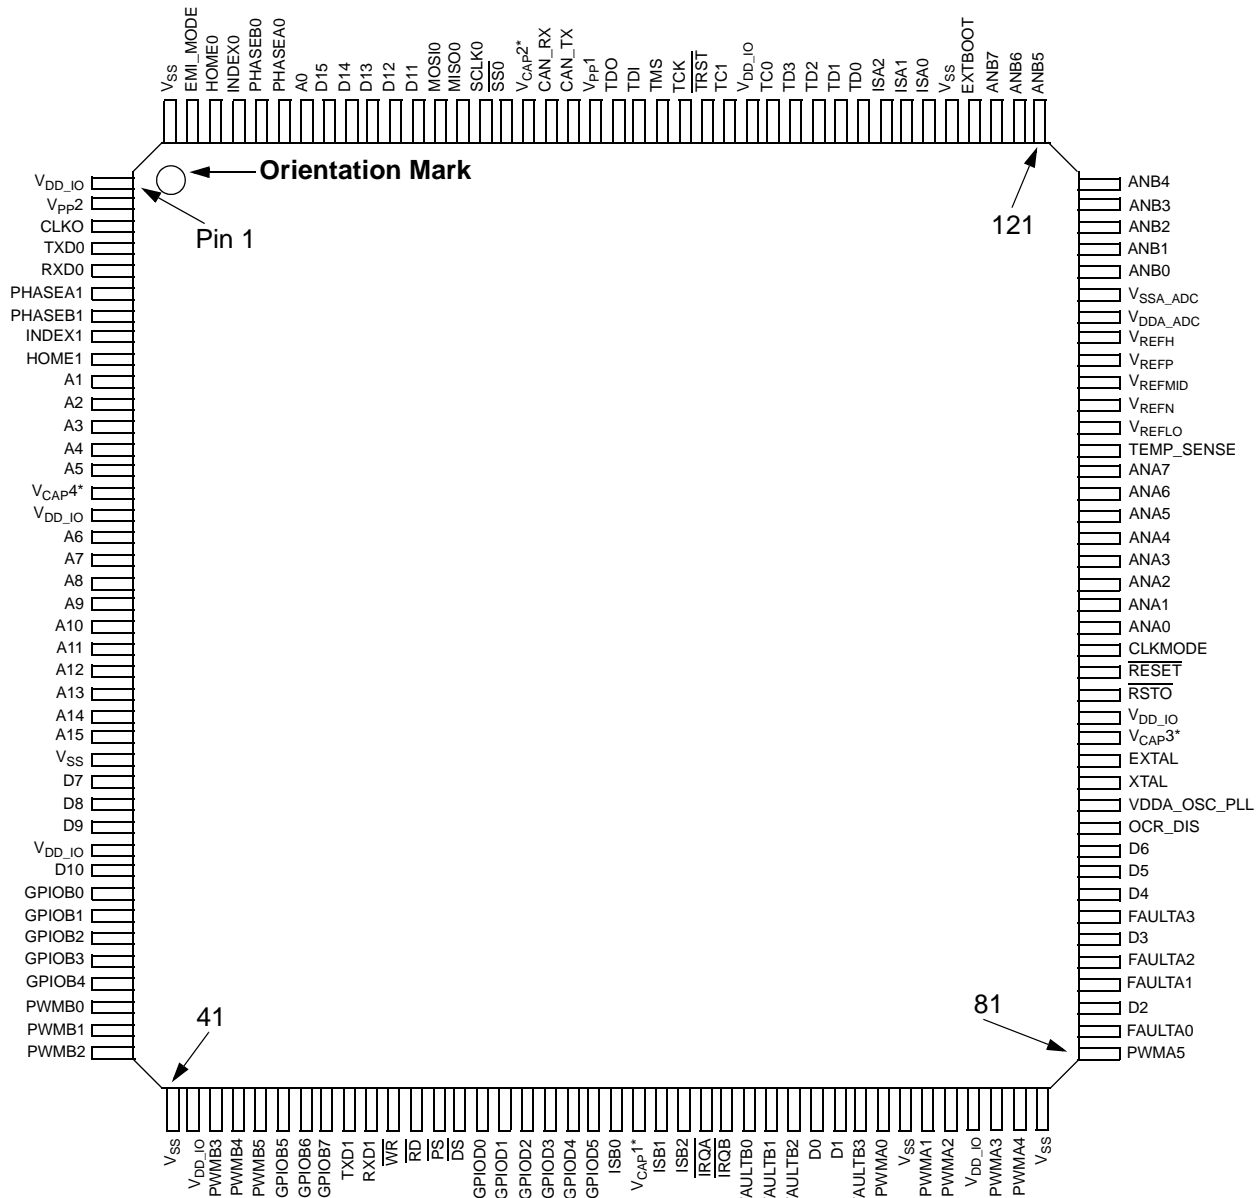 VSS
EMI_MODE
HOME0
INDEX0
PHASEB0
PHASEA0
A0
D15
D14
D13
D12
D11
MOSI0
MISO0
SCLK0
SS0
VCAP2*
CAN_RX
CAN_TX
VPP1
TDO
TDI
TMS
TCK
TRST
TC1
VDD_IO
TC0
TD3
TD2
TD1
TD0
ISA2
ISA1
ISA0
VSS
EXTBOOT
ANB7
ANB6
ANB5
Orientation Mark
Pin 1
121
VDD_IO
VPP2
CLKO
TXD0
RXD0
PHASEA1
PHASEB1
INDEX1
HOME1
A1
A2
A3
A4
A5
VCAP4*
VDD_IO
A6
A7
A8
A9
A10
A11
A12
A13
A14
A15
VSS
D7
D8
D9
VDD_IO
D10
GPIOB0
GPIOB1
GPIOB2
GPIOB3
GPIOB4
PWMB0
PWMB1
PWMB2
ANB4
ANB3
ANB2
ANB1
ANB0
VSSA_ADC
VDDA_ADC
VREFH
VREFP
VREFMID
VREFN
VREFLO
TEMP_SENSE
ANA7
ANA6
ANA5
ANA4
ANA3
ANA2
ANA1
ANA0
CLKMODE
RESET
RSTO
VDD_IO
VCAP3*
EXTAL
XTAL
VDDA_OSC_PLL
OCR_DIS
D6
D5
D4
FAULTA3
D3
FAULTA2
FAULTA1
D2
FAULTA0
PWMA5
41
81
VSS
VDD_IO
PWMB3
PWMB4
PWMB5
GPIOB5
GPIOB6
GPIOB7
TXD1
RXD1
WR
RD
PS
DS
GPIOD0
GPIOD1
GPIOD2
GPIOD3
GPIOD4
GPIOD5
ISB0
VCAP1*
ISB1
ISB2
IRQA
IRQB
AULTB0
AULTB1
AULTB2
D0
D1
AULTB3
PWMA0
VSS
PWMA1
PWMA2
VDD_IO
PWMA3
PWMA4
VSS